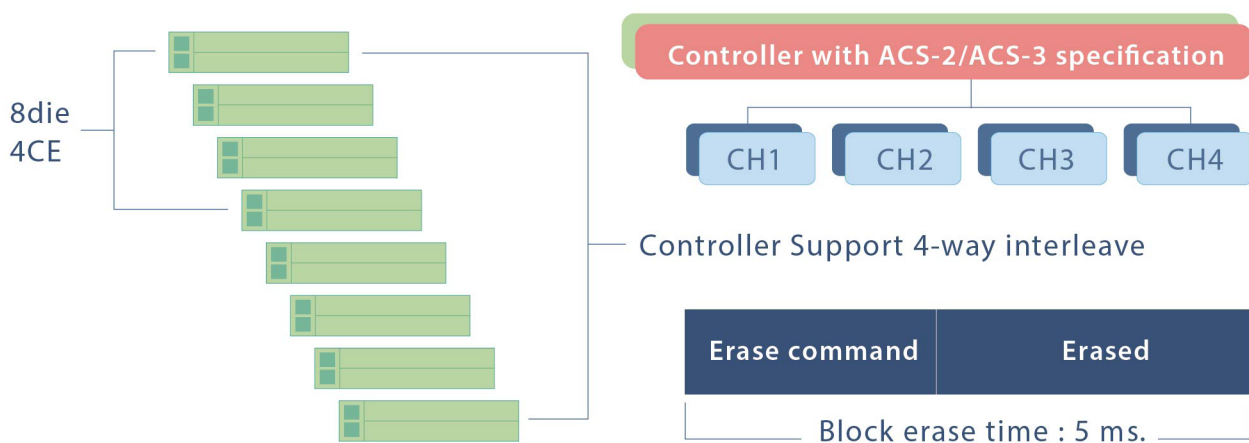 8die
4CE
Controller with ACS-2/ACS-3 specification
CH1 CH2 CH3 CH4
Controller Support 4-way interleave
Erase command Erased
Block erase time : 5 ms.